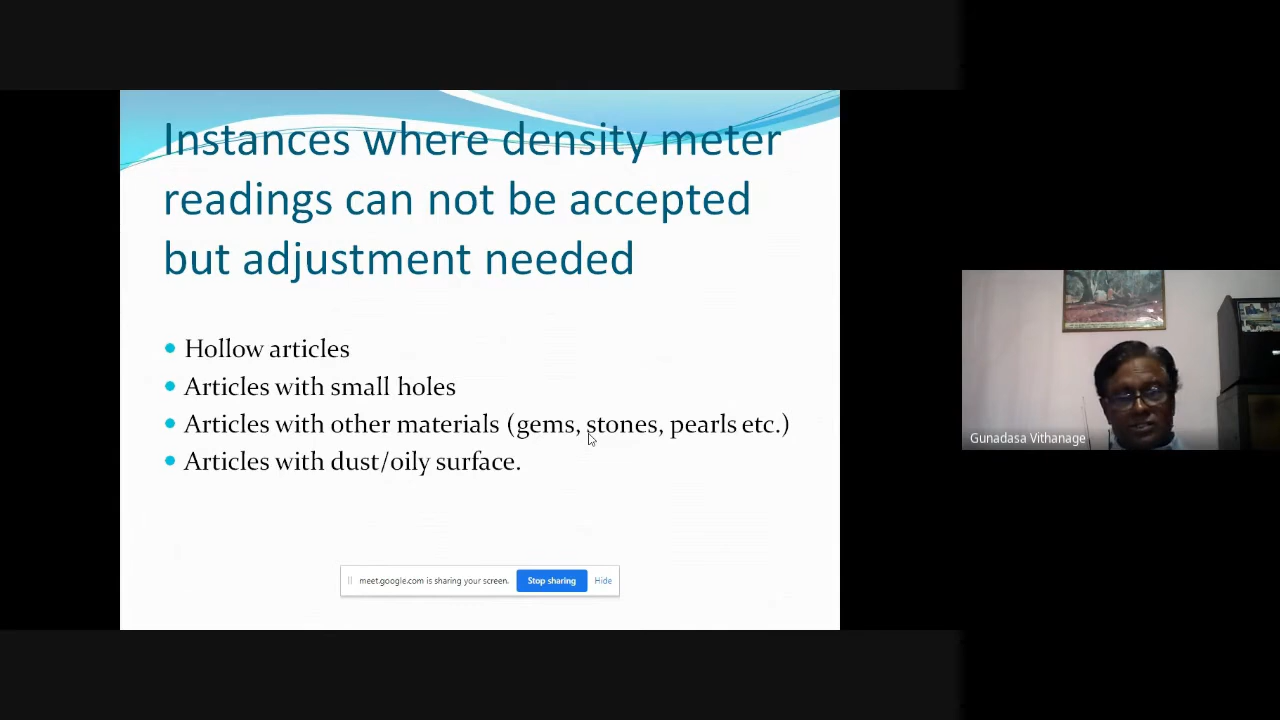 Instances where density meter
readings can not be accepted
but adjustment needed
Hollow articles
Articles with small holes
Articles with other materials (gems, stones, pearls etc.)
Articles with dust/oily surface.
meet.google.com is sharing your screen.
Stop sharing
Hide
Gunadasa Vithanage